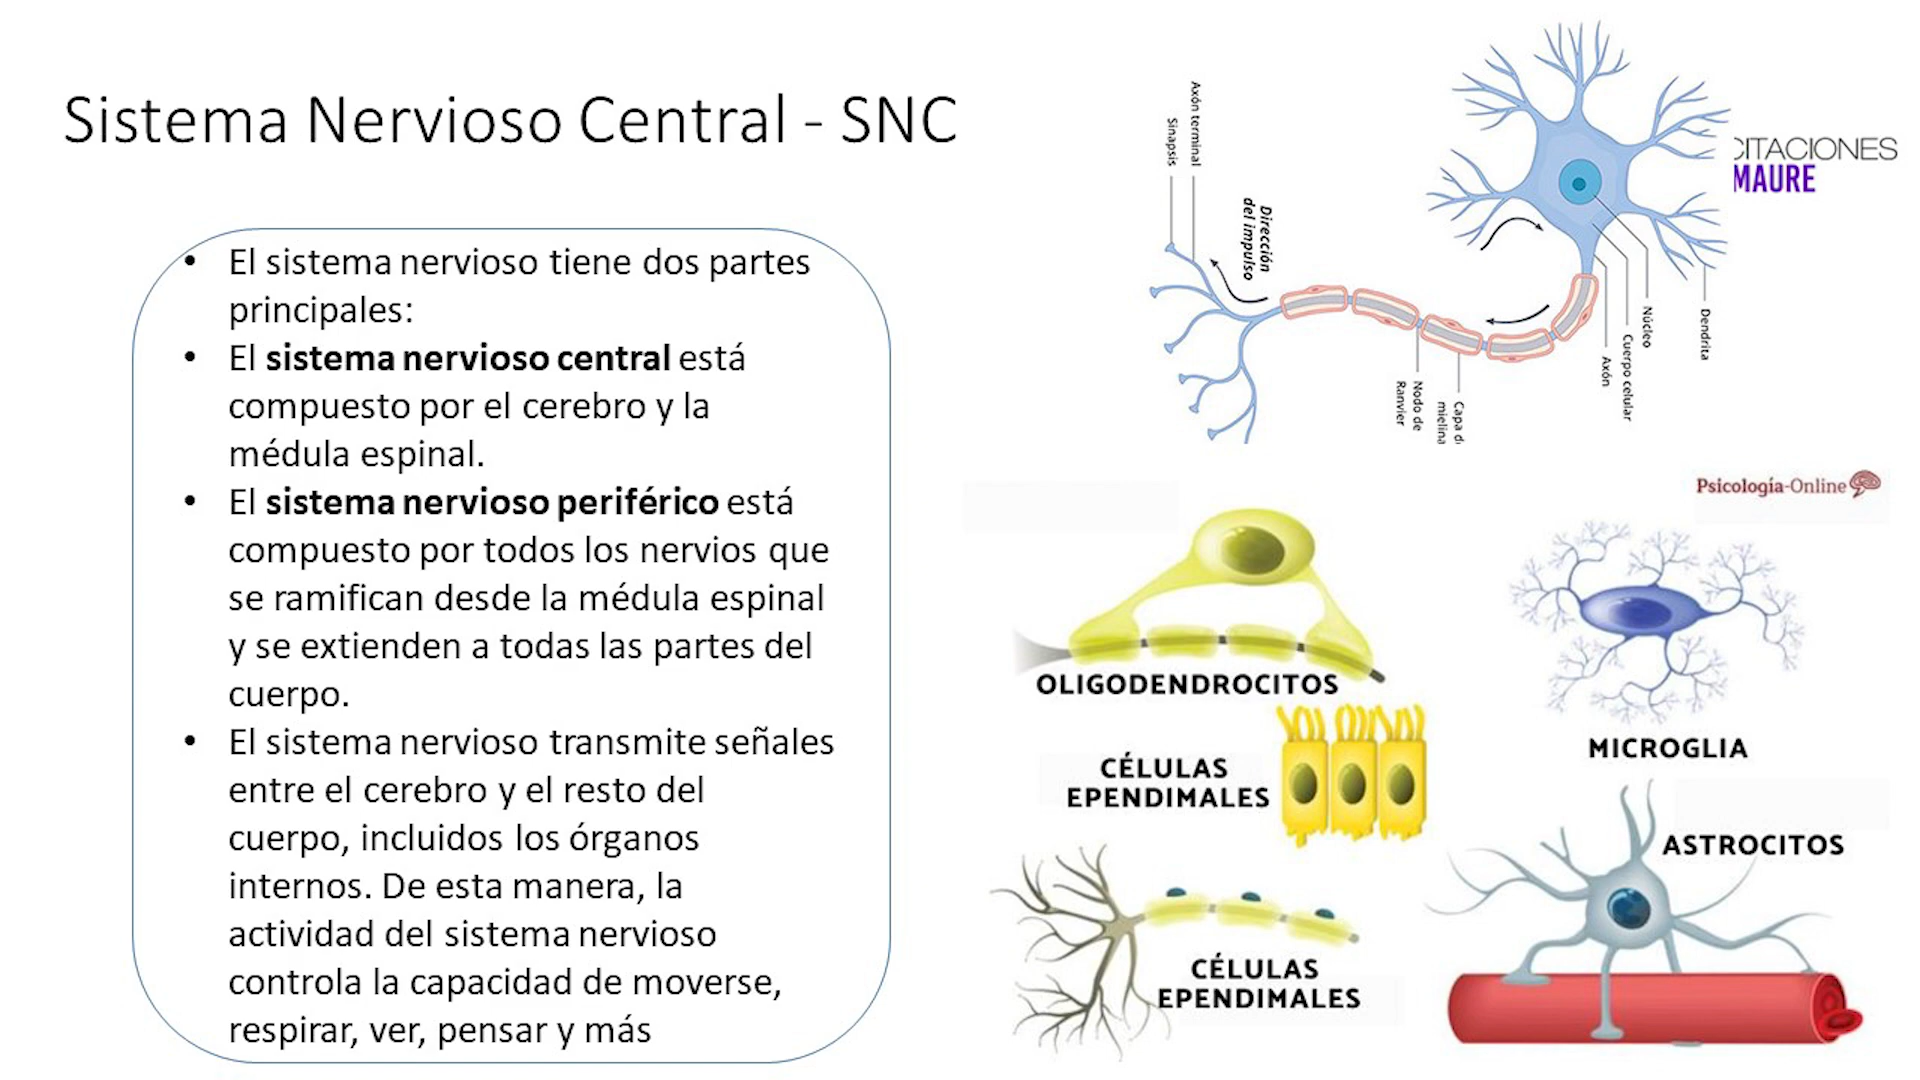 Sistema Nervioso Central - SNC
• El sistema nervioso tiene dos partes
principales:
• El sistema nervioso central está
compuesto por el cerebro y la
médula espinal.
• El sistema nervioso periférico está
compuesto por todos los nervios que
se ramifican desde la médula espinal
y se extienden a todas las partes del
cuerpo.
• El sistema nervioso transmite señales
entre el cerebro y el resto del
cuerpo, incluidos los órganos
internos. De esta manera, la
actividad del sistema nervioso
controla la capacidad de moverse,
respirar, ver, pensar y más
Axón terminal
Sinapsis
Dirección
del impulso
Nodo de
Ranvier
Capa d
mielina
Axón
Cuerpo celular
Núcleo
Dendrita
CITACIONES
MAURE
Psicología-Online
OLIGODENDROCITOS
MICROGLIA
CÉLULAS
EPENDIMALES
ASTROCITOS
CÉLULAS
EPENDIMALES